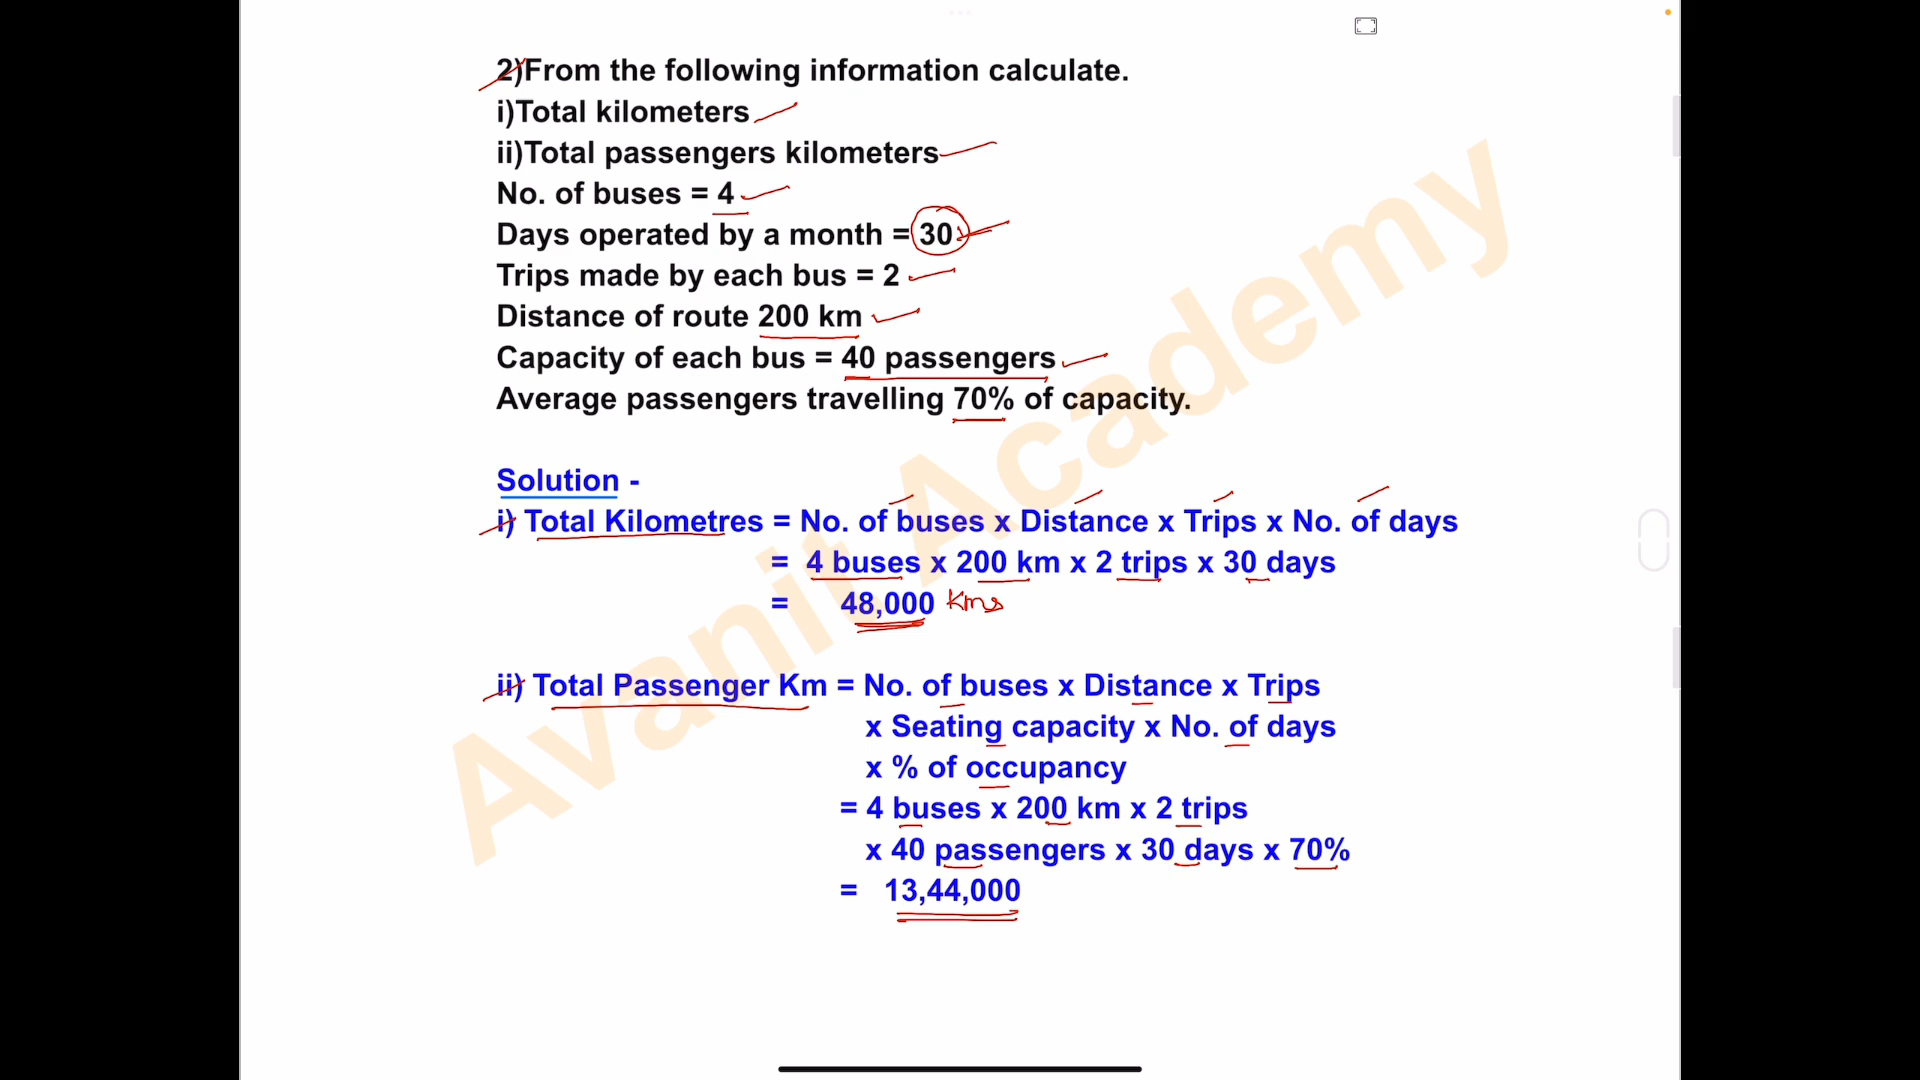 2)From the following information calculate.
i)Total kilometers
ii)Total passengers kilometers
No. of buses = 4
Days operated by a month = 30
Trips made by each bus = 2
Distance of route 200 km
Capacity of each bus = 40 passengers
Average passengers travelling 70% of capacity.
Solution -
i) Total Kilometres = No. of buses x Distance x Trips x No. of days
= 4 buses x 200 km x 2 trips x 30 days
= 48,000 Kms
ii) Total Passenger Km = No. of buses x Distance x Trips
x Seating capacity x No. of days
x % of occupancy
= 4 buses x 200 km x 2 trips
x 40 passengers x 30 days x 70%
= 13,44,000
Avanit Academy